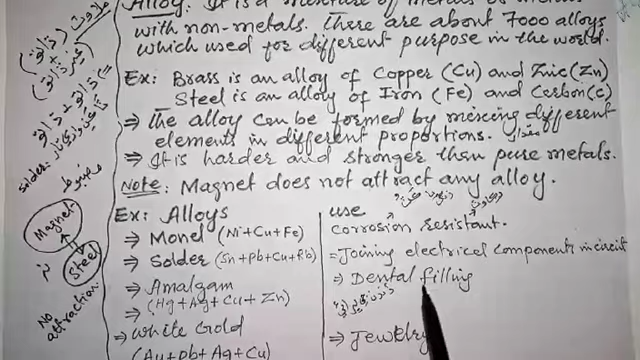 Alloy: It is a mixture of metals or metals
with non-metals. There are about 7000 alloys
which used for different purpose in the world.
Ex: Brass is an alloy of Copper (Cu) and Zinc (Zn)
Steel is an alloy of Iron (Fe) and Carbon (C)
⇒ The alloy can be formed by mixing different
elements in different proportions. مقدار
⇒ It is harder and stronger than pure metals.
Note: Magnet does not attract any alloy.
Ex: Alloys
⇒ Monel (Ni+Cu+Fe)
⇒ Solder (Sn+Pb+Cu+Rb)
⇒ Amalgam
⇒ (Hg+Ag+Cu+Zn)
⇒ White Gold
(Au+Pb+Ag+Cu)
use
corrosion resistant.
⇒ Joining electrical components in circuit
⇒ Dental filling
⇒ Jewelry
ملاوٹ
solder:
مضبوط
Magnet
Steel
No
attraction